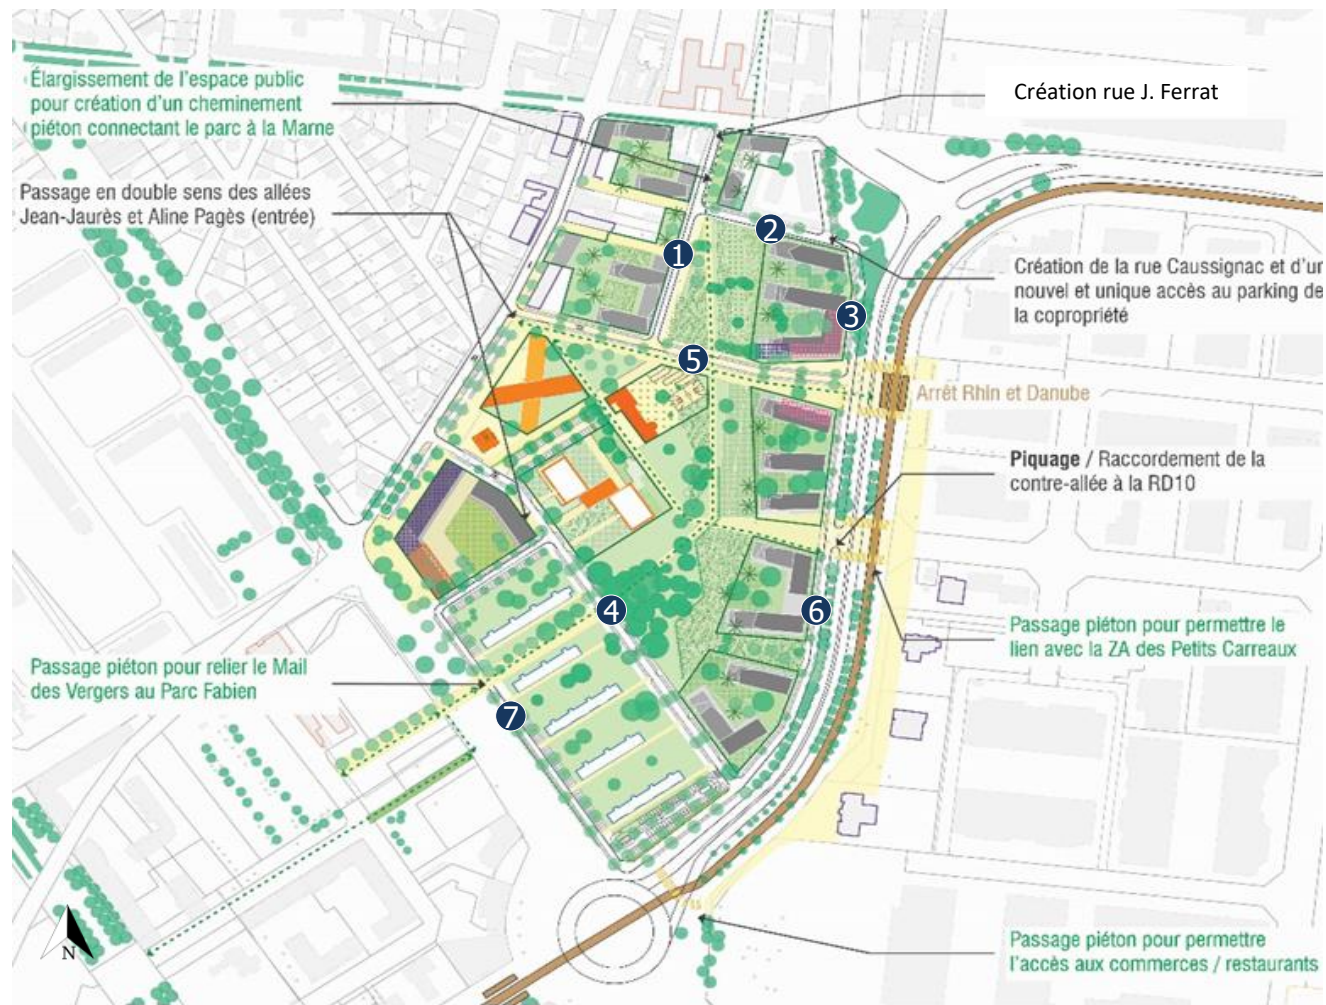 Élargissement de l'espace public
pour création d'un cheminement
piéton connectant le parc à la Marne
Création rue J. Ferrat
Passage en double sens des allées
Jean-Jaurès et Aline Pagès (entrée)
1
2
Création de la rue Caussignac et d'un
nouvel et unique accès au parking de
la copropriété
3
5
Arrêt Rhin et Danube
Piquage / Raccordement de la
contre-allée à la RD10
4
6
Passage piéton pour permettre le
lien avec la ZA des Petits Carreaux
Passage piéton pour relier le Mail
des Vergers au Parc Fabien
7
N
Passage piéton pour permettre
l'accès aux commerces / restaurants